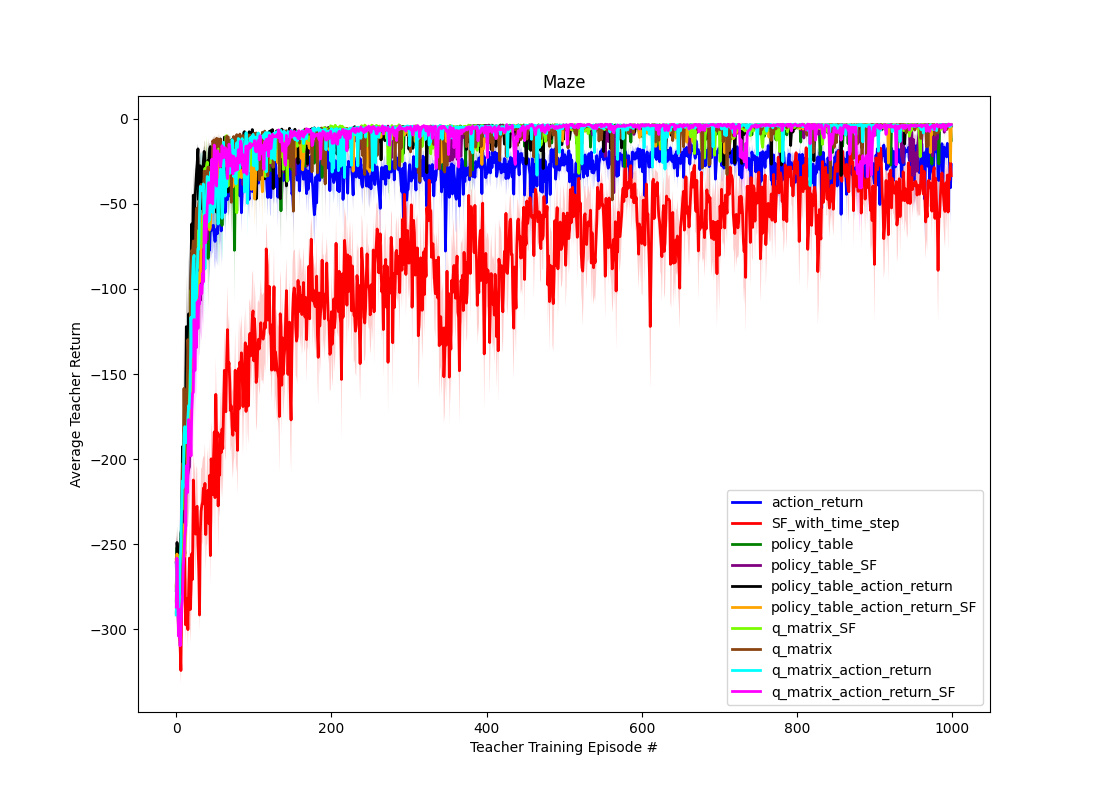 Maze
Average Teacher Return
0
−50
−100
−150
−200
−250
−300
0
200
400
600
800
1000
Teacher Training Episode #
action_return
SF_with_time_step
policy_table
policy_table_SF
policy_table_action_return
policy_table_action_return_SF
q_matrix_SF
q_matrix
q_matrix_action_return
q_matrix_action_return_SF